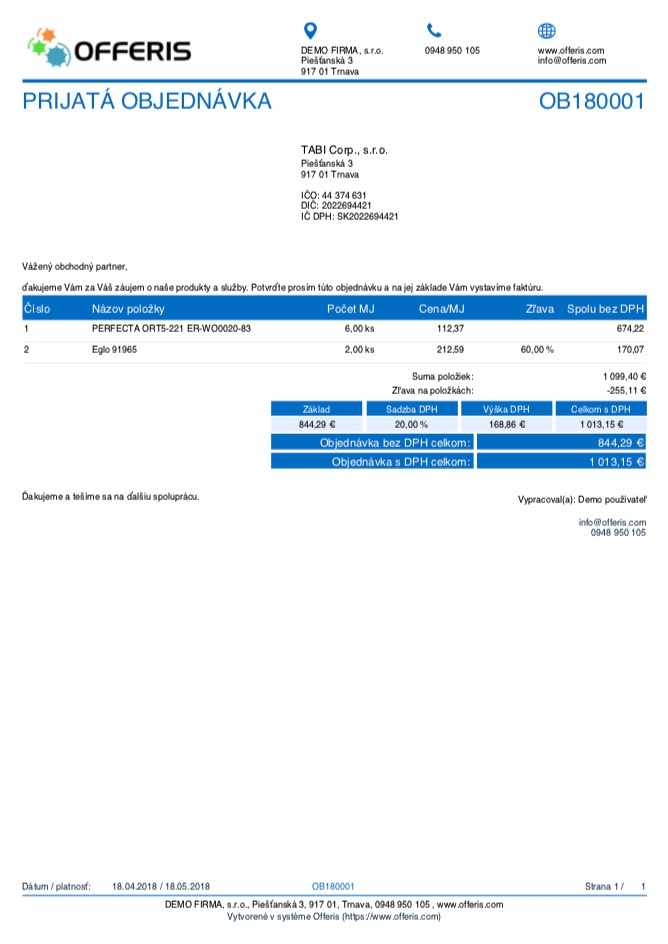 OFFERIS
DEMO FIRMA, s.r.o.
Piešťanská 3
917 01 Trnava
0948 950 105
www.offeris.com
info@offeris.com
PRIJATÁ OBJEDNÁVKA OB180001
TABI Corp., s.r.o.
Piešťanská 3
917 01 Trnava
IČO: 44 374 631
DIČ: 2022694421
IČ DPH: SK2022694421
Vážený obchodný partner,
ďakujeme Vám za Váš záujem o naše produkty a služby. Potvrďte prosím túto objednávku a na jej základe Vám vystavíme faktúru.
Číslo Názov položky Počet MJ Cena/MJ Zľava Spolu bez DPH
1 PERFECTA ORT5-221 ER-WO0020-83 6,00 ks 112,37 674,22
2 Eglo 91965 2,00 ks 212,59 60,00 % 170,07
Suma položiek: 1 099,40 €
Zľava na položkách: -255,11 €
Základ Sadzba DPH Výška DPH Celkom s DPH
844,29 € 20,00 % 168,86 € 1 013,15 €
Objednávka bez DPH celkom: 844,29 €
Objednávka s DPH celkom: 1 013,15 €
Ďakujeme a tešíme sa na ďalšiu spoluprácu.
Vypracoval(a): Demo používateľ
info@offeris.com
0948 950 105
Dátum / platnosť: 18.04.2018 / 18.05.2018 OB180001 Strana 1 / 1
DEMO FIRMA, s.r.o., Piešťanská 3, 917 01, Trnava, 0948 950 105 , www.offeris.com
Vytvorené v systéme Offeris (https://www.offeris.com)